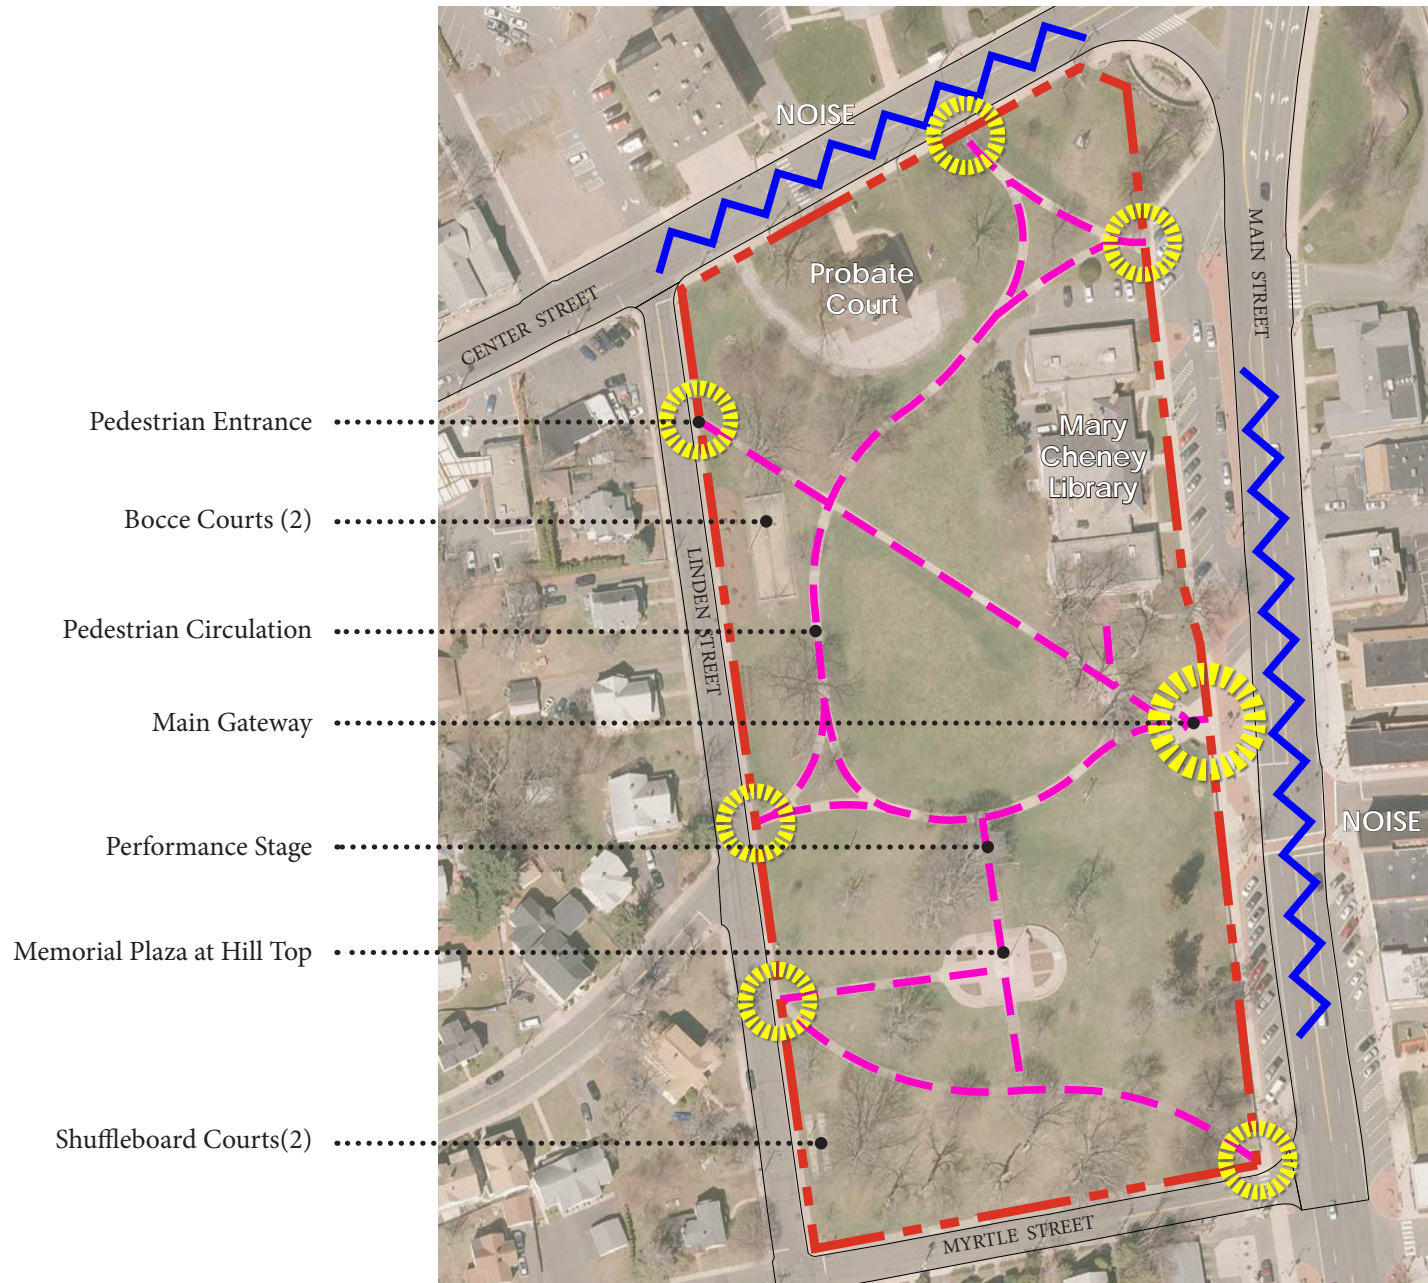 NOISE
MAIN STREET
Probate
Court
CENTER STREET
Pedestrian Entrance
Mary
Cheney
Library
Bocce Courts (2)
LINDEN STREET
Pedestrian Circulation
Main Gateway
NOISE
Performance Stage
Memorial Plaza at Hill Top
Shuffleboard Courts(2)
MYRTLE STREET